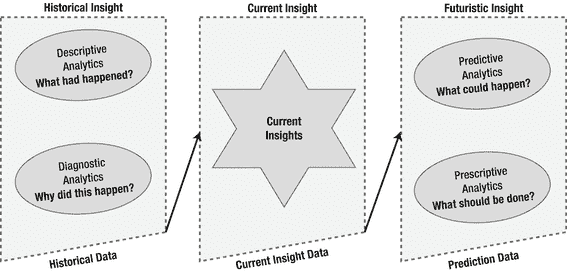 Historical Insight
Descriptive
Analytics
What had happened?
Diagnostic
Analytics
Why did this happen?
Historical Data
Current Insight
Current
Insights
Current Insight Data
Futuristic Insight
Predictive
Analytics
What could happen?
Prescriptive
Analytics
What should be done?
Prediction Data